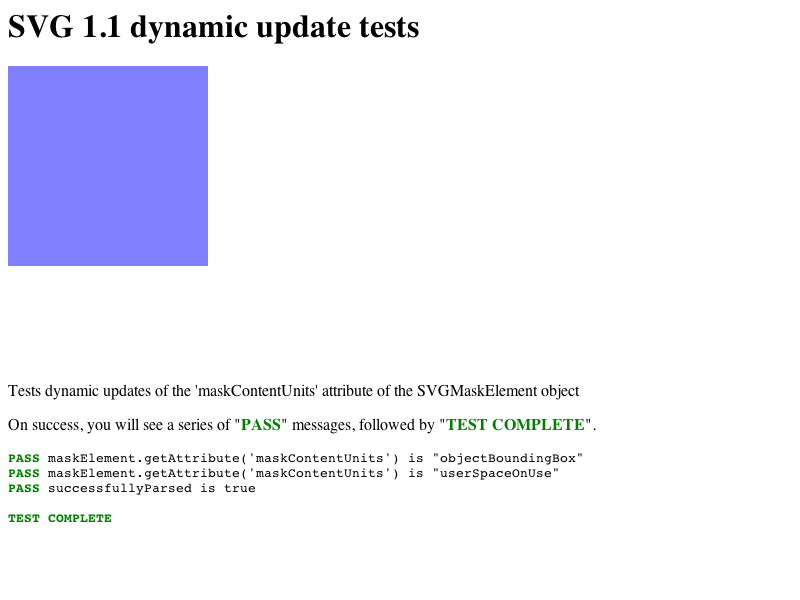 SVG 1.1 dynamic update tests
Tests dynamic updates of the 'maskContentUnits' attribute of the SVGMaskElement object
On success, you will see a series of "PASS" messages, followed by "TEST COMPLETE".
PASS maskElement.getAttribute('maskContentUnits') is "objectBoundingBox"
PASS maskElement.getAttribute('maskContentUnits') is "userSpaceOnUse"
PASS successfullyParsed is true
TEST COMPLETE